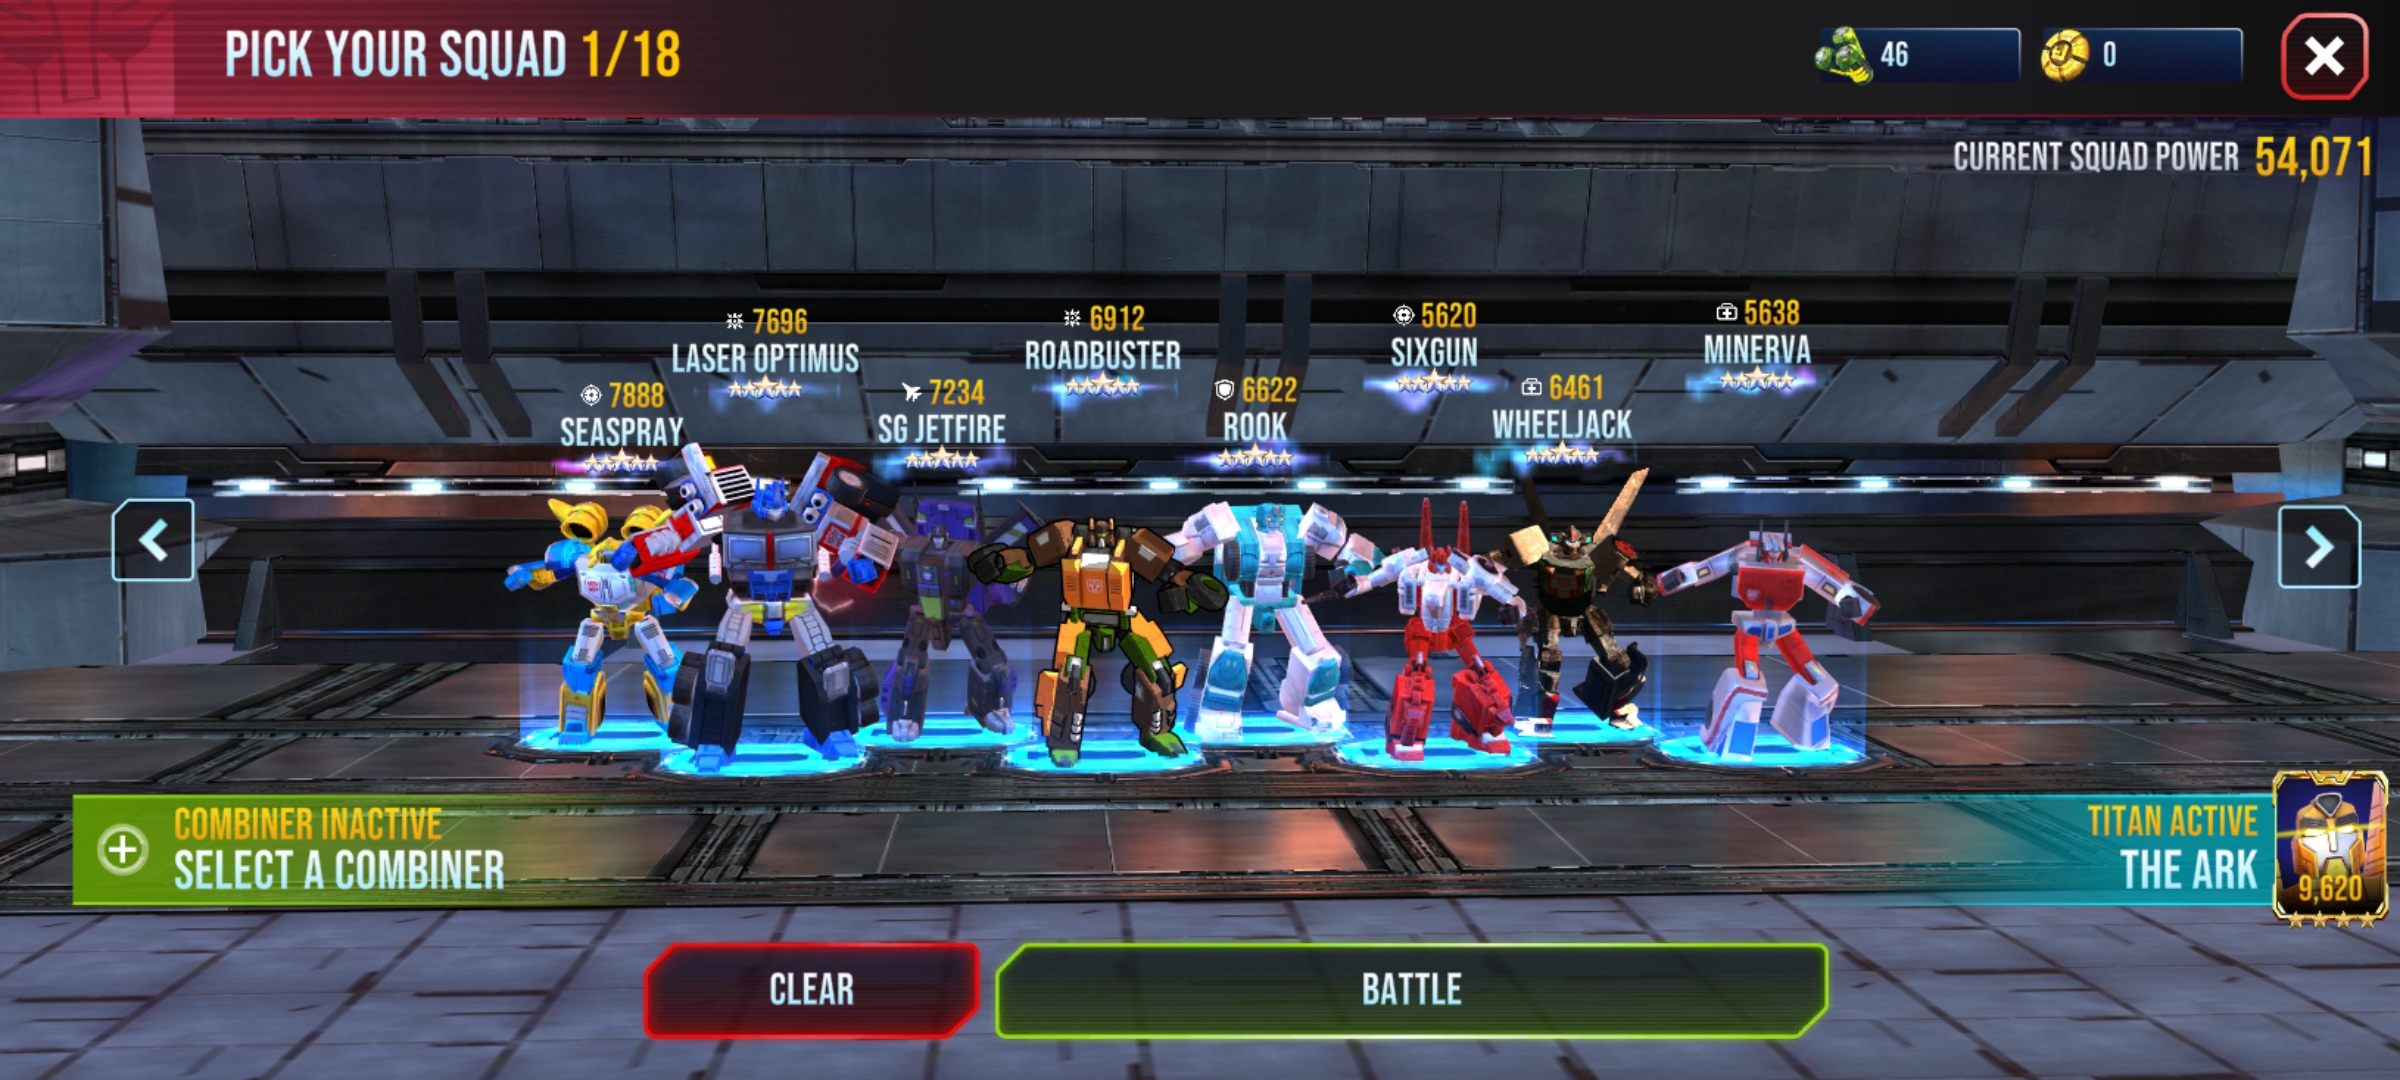 PICK YOUR SQUAD 1/18
46
0
CURRENT SQUAD POWER 54,071
7888
SEASPRAY
7696
LASER OPTIMUS
7234
SG JETFIRE
6912
ROADBUSTER
6622
ROOK
5620
SIXGUN
6461
WHEELJACK
5638
MINERVA
COMBINER INACTIVE
SELECT A COMBINER
TITAN ACTIVE
THE ARK
9,620
CLEAR
BATTLE